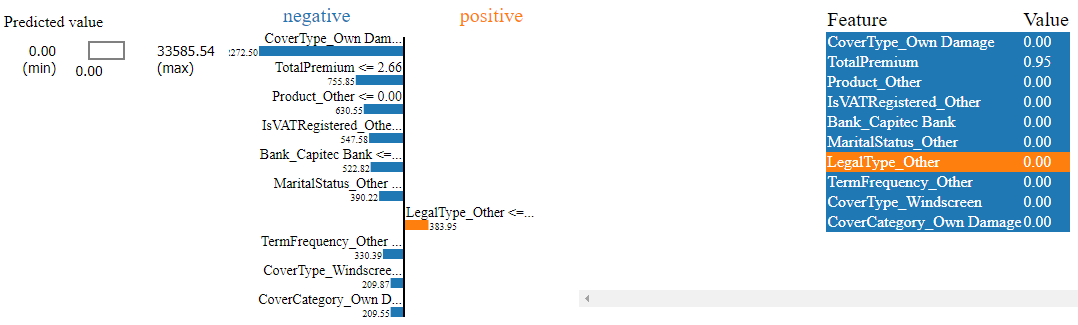 Predicted value
0.00
(min)
0.00
33585.54
(max)
negative
positive
CoverType_Own Dam...
:272.50
TotalPremium <= 2.66
755.85
Product_Other <= 0.00
630.55
IsVATRegistered_Othe...
547.58
Bank_Capitec Bank <=...
522.82
MaritalStatus_Other ...
390.22
LegalType_Other <=...
383.95
TermFrequency_Other ...
330.39
CoverType_Windscree...
209.87
CoverCategory_Own D...
209.55
Feature Value
CoverType_Own Damage 0.00
TotalPremium 0.95
Product_Other 0.00
IsVATRegistered_Other 0.00
Bank_Capitec Bank 0.00
MaritalStatus_Other 0.00
LegalType_Other 0.00
TermFrequency_Other 0.00
CoverType_Windscreen 0.00
CoverCategory_Own Damage 0.00